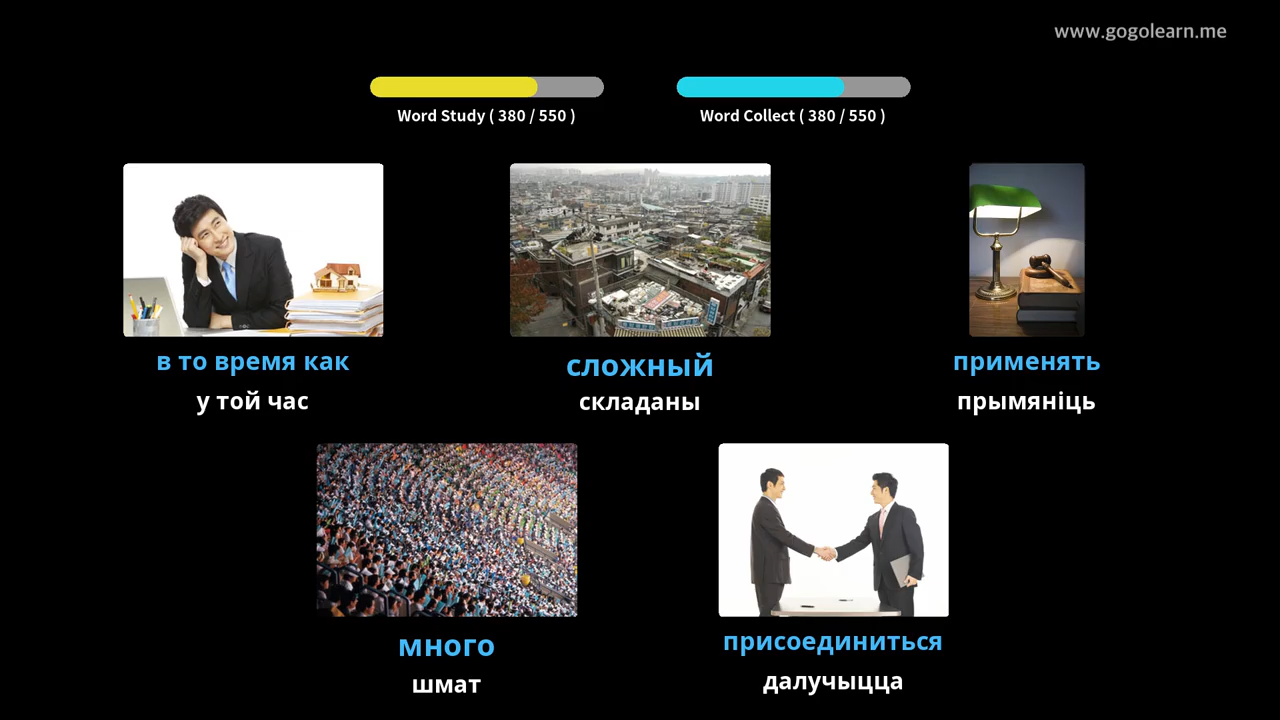 www.gogolearn.me
Word Study ( 380 / 550 )
Word Collect ( 380 / 550 )
в то время как
у той час
сложный
складаны
применять
прымяніць
много
шмат
присоединиться
далучыцца